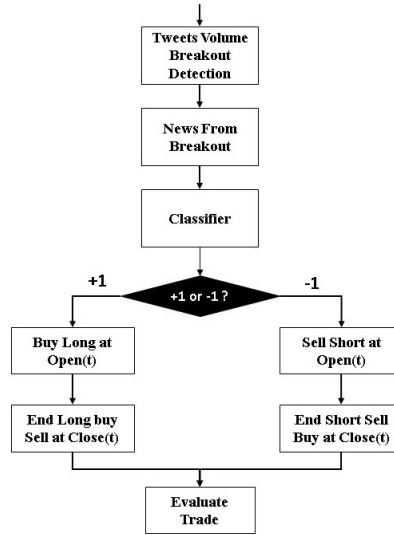 Tweets Volume
Breakout
Detection
News From
Breakout
Classifier
+1
+1 or -1 ?
-1
Buy Long at
Open(t)
Sell Short at
Open(t)
End Long buy
Sell at Close(t)
End Short Sell
Buy at Close(t)
Evaluate
Trade